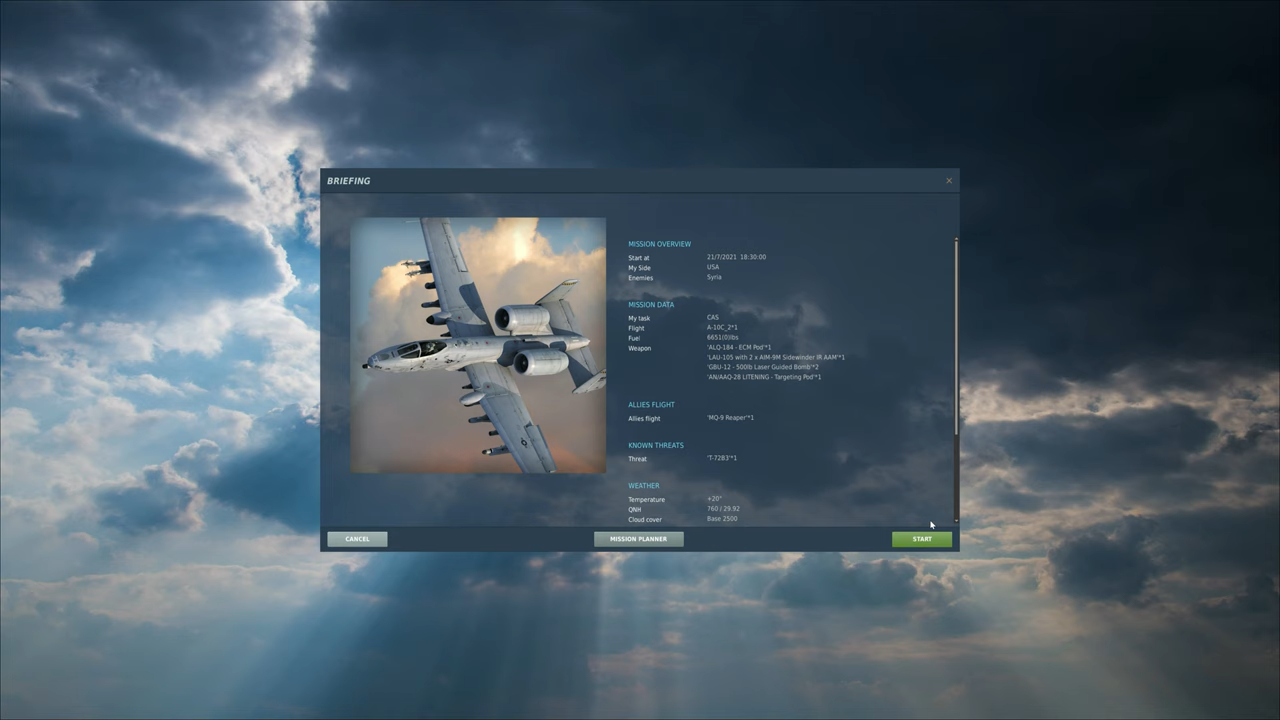 BRIEFING
MISSION OVERVIEW
Start at 21/7/2021 18:30:00
My Side USA
Enemies Syria
MISSION DATA
My task CAS
Flight A-10C_2*1
Fuel 6651(0)lbs
Weapon 'ALQ-184 - ECM Pod'*1
'LAU-105 with 2 x AIM-9M Sidewinder IR AAM'*1
'GBU-12 - 500lb Laser Guided Bomb'*2
'AN/AAQ-28 LITENING - Targeting Pod'*1
ALLIES FLIGHT
Allies flight 'MQ-9 Reaper'*1
KNOWN THREATS
Threat 'T-72B3'*1
WEATHER
Temperature +20°
QNH 760 / 29.92
Cloud cover Base 2500
CANCEL MISSION PLANNER START